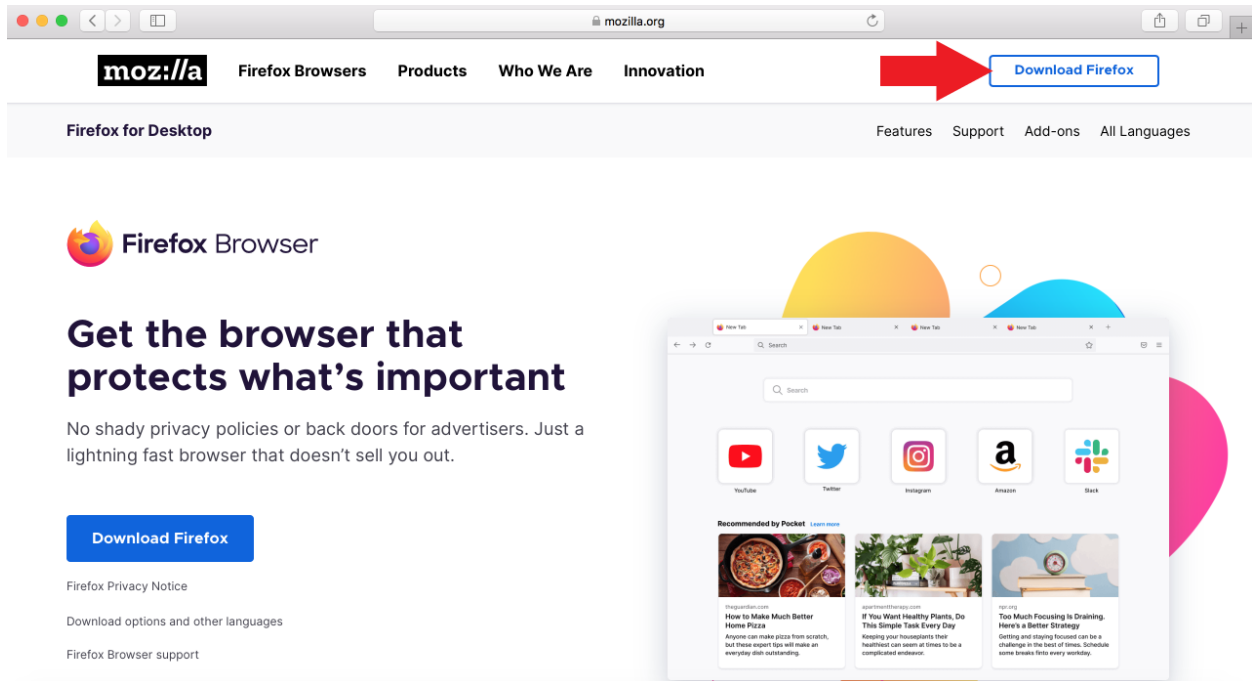 mozilla.org
moz://a
Firefox Browsers
Products
Who We Are
Innovation
Download Firefox
Firefox for Desktop
Features
Support
Add-ons
All Languages
Firefox Browser
Get the browser that
protects what's important
No shady privacy policies or back doors for advertisers. Just a
lightning fast browser that doesn't sell you out.
Download Firefox
Firefox Privacy Notice
Download options and other languages
Firefox Browser support
New Tab
New Tab
New Tab
New Tab
Search
Search
YouTube
Twitter
Instagram
Amazon
Slack
Recommended by Pocket Learn more
theguardian.com
How to Make Much Better
Home Pizza
Anyone can make pizza from scratch,
but these expert tips will make an
everyday dish outstanding.
apartmenttherapy.com
If You Want Healthy Plants, Do
This Simple Task Every Day
Keeping your houseplants their
healthiest can seem at times to be a
complicated endeavor.
npr.org
Too Much Focusing Is Draining.
Here's a Better Strategy
Getting and staying focused can be a
challenge in the best of times. Schedule
some breaks finto every workday.